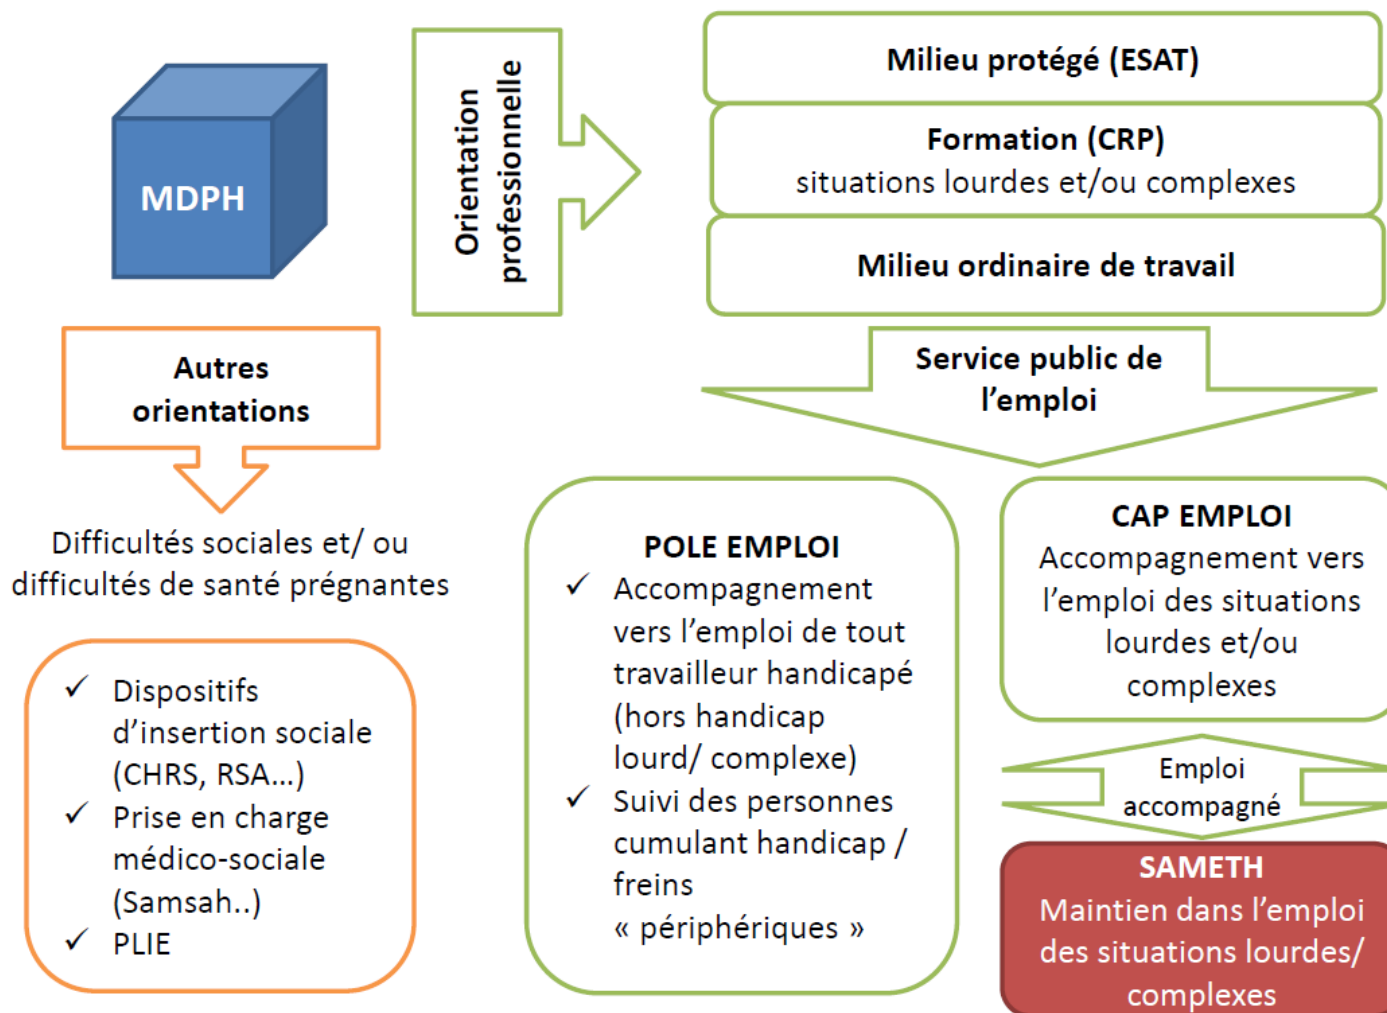 MDPH
Orientation
professionnelle
Milieu protégé (ESAT)
Formation (CRP)
situations lourdes et/ou complexes
Milieu ordinaire de travail
Autres
orientations
Difficultés sociales et/ ou
difficultés de santé prégnantes
✓ Dispositifs
d’insertion sociale
(CHRS, RSA…)
✓ Prise en charge
médico-sociale
(Samsah..)
✓ PLIE
Service public de
l’emploi
POLE EMPLOI
✓ Accompagnement
vers l’emploi de tout
travailleur handicapé
(hors handicap
lourd/ complexe)
✓ Suivi des personnes
cumulant handicap /
freins
« périphériques »
CAP EMPLOI
Accompagnement vers
l’emploi des situations
lourdes et/ou
complexes
Emploi
accompagné
SAMETH
Maintien dans l’emploi
des situations lourdes/
complexes